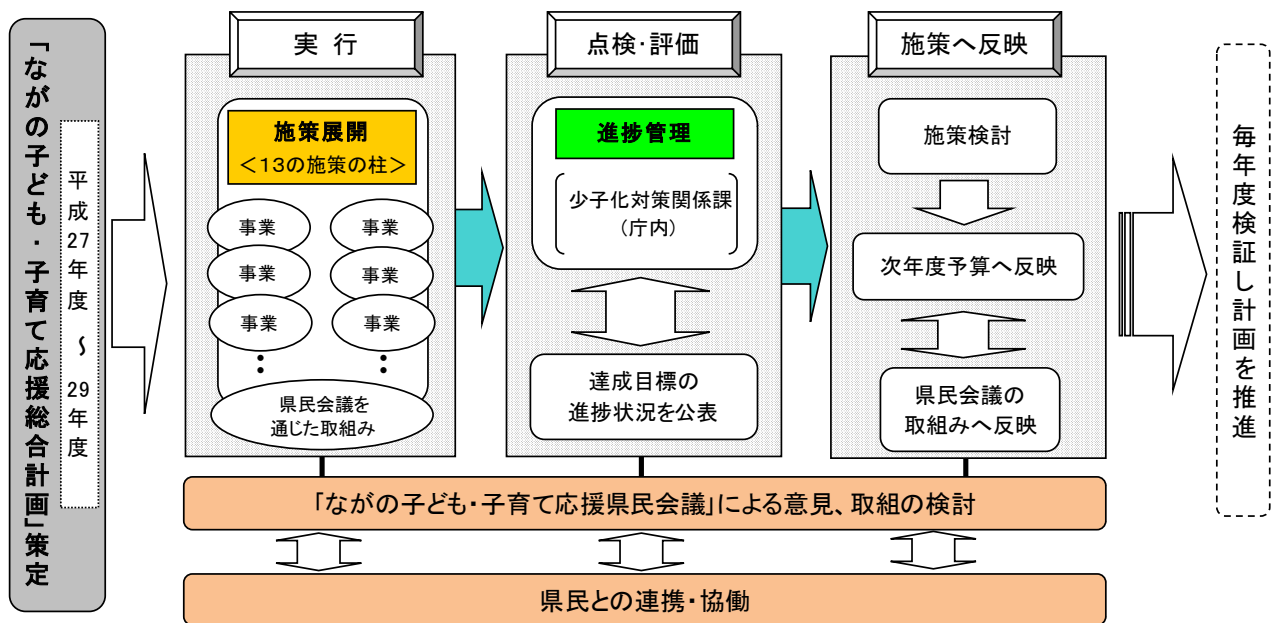 「ながの子ども・子育て応援総合計画」策定
平成27年度 ～ 29年度
実 行
施策展開
＜13の施策の柱＞
事業
事業
事業
事業
事業
事業
県民会議を
通じた取組み
点検・評価
進捗管理
少子化対策関係課
（庁内）
達成目標の
進捗状況を公表
施策へ反映
施策検討
次年度予算へ反映
県民会議の
取組みへ反映
「ながの子ども・子育て応援県民会議」による意見、取組の検討
県民との連携・協働
毎年度検証し計画を推進